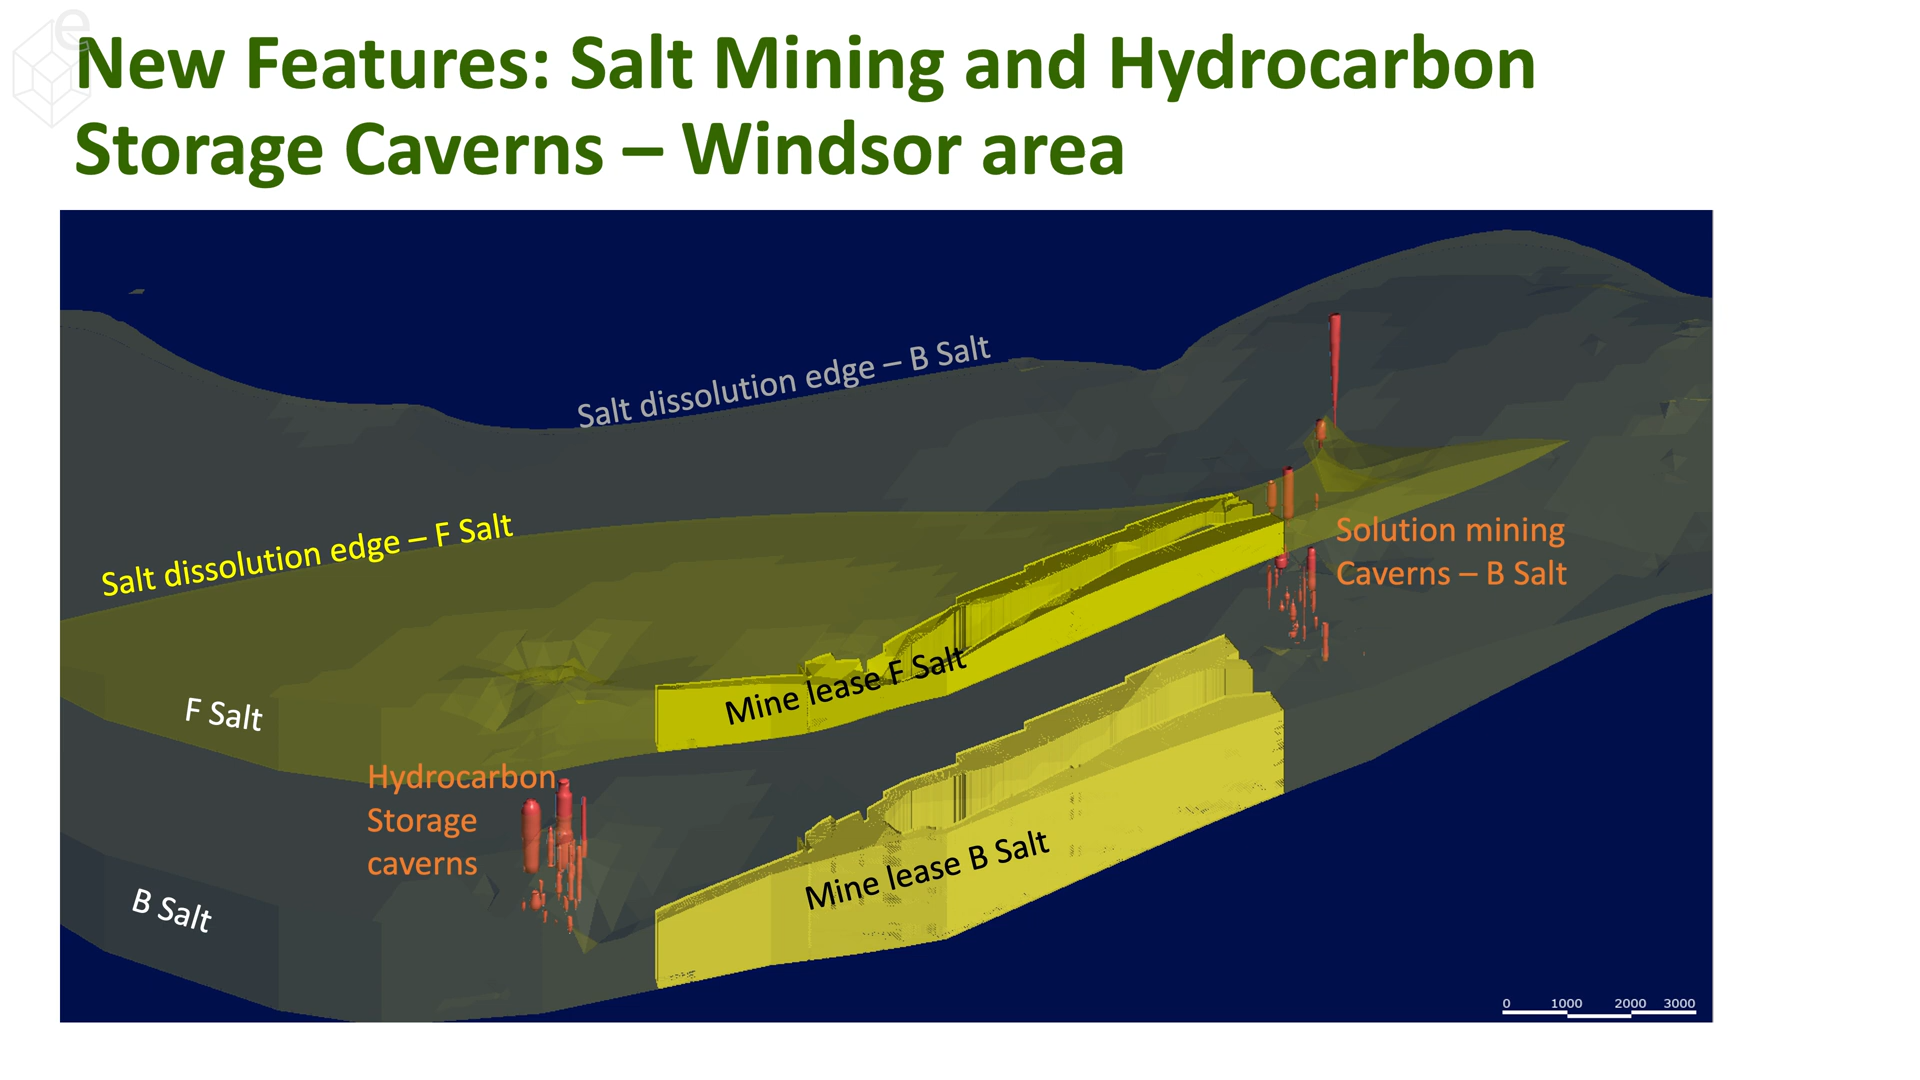 e
New Features: Salt Mining and Hydrocarbon
Storage Caverns – Windsor area
Salt dissolution edge – B Salt
Salt dissolution edge – F Salt
Solution mining
Caverns – B Salt
Mine lease F Salt
F Salt
Hydrocarbon
Storage
caverns
Mine lease B Salt
B Salt
0 1000 2000 3000